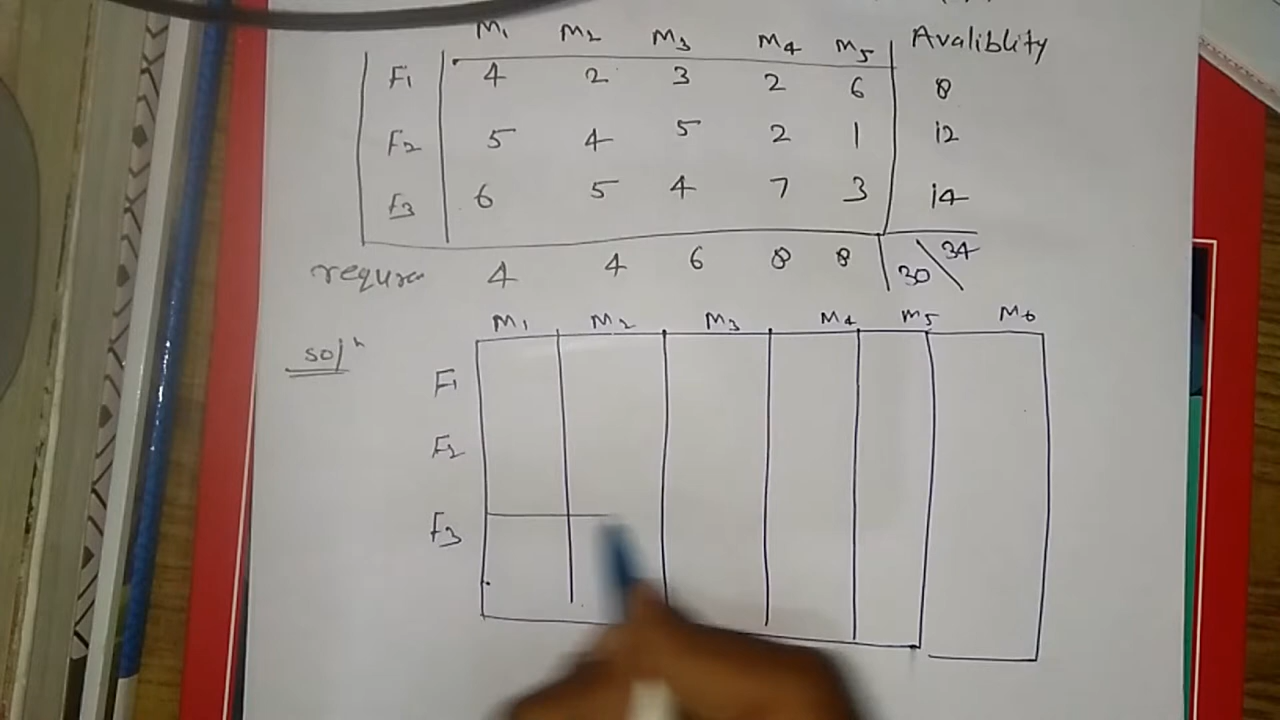 M1 M2 M3 M4 M5 Avaliblity
F1 4 2 3 2 6 8
F2 5 4 5 2 1 12
F3 6 5 4 7 3 14
4 4 6 8 8 30 \ 34
M1 M2 M3 M4 M5 M6
soln
F1
F2
F3